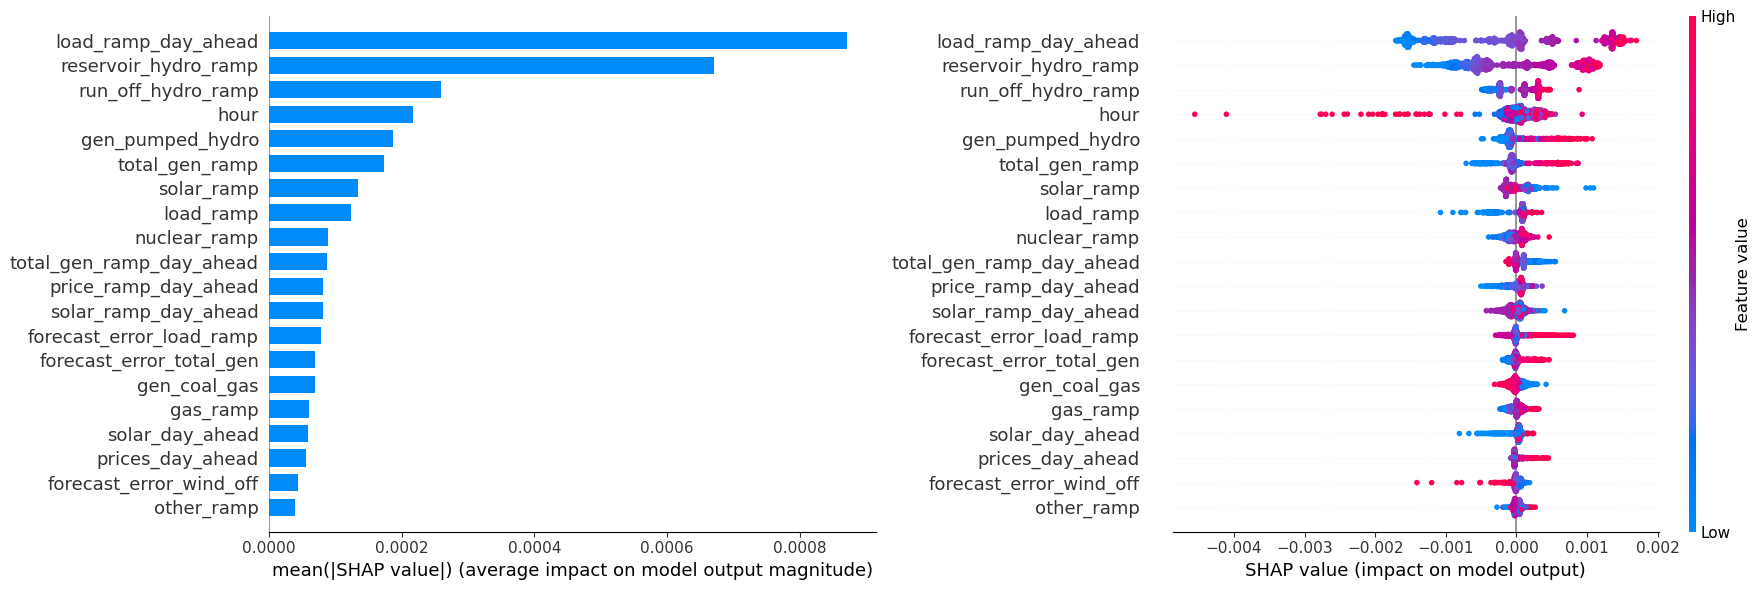 load_ramp_day_ahead
reservoir_hydro_ramp
run_off_hydro_ramp
hour
gen_pumped_hydro
total_gen_ramp
solar_ramp
load_ramp
nuclear_ramp
total_gen_ramp_day_ahead
price_ramp_day_ahead
solar_ramp_day_ahead
forecast_error_load_ramp
forecast_error_total_gen
gen_coal_gas
gas_ramp
solar_day_ahead
prices_day_ahead
forecast_error_wind_off
other_ramp
0.0000 0.0002 0.0004 0.0006 0.0008
mean(|SHAP value|) (average impact on model output magnitude)
load_ramp_day_ahead
reservoir_hydro_ramp
run_off_hydro_ramp
hour
gen_pumped_hydro
total_gen_ramp
solar_ramp
load_ramp
nuclear_ramp
total_gen_ramp_day_ahead
price_ramp_day_ahead
solar_ramp_day_ahead
forecast_error_load_ramp
forecast_error_total_gen
gen_coal_gas
gas_ramp
solar_day_ahead
prices_day_ahead
forecast_error_wind_off
other_ramp
−0.004 −0.003 −0.002 −0.001 0.000 0.001 0.002
SHAP value (impact on model output)
High
Low
Feature value